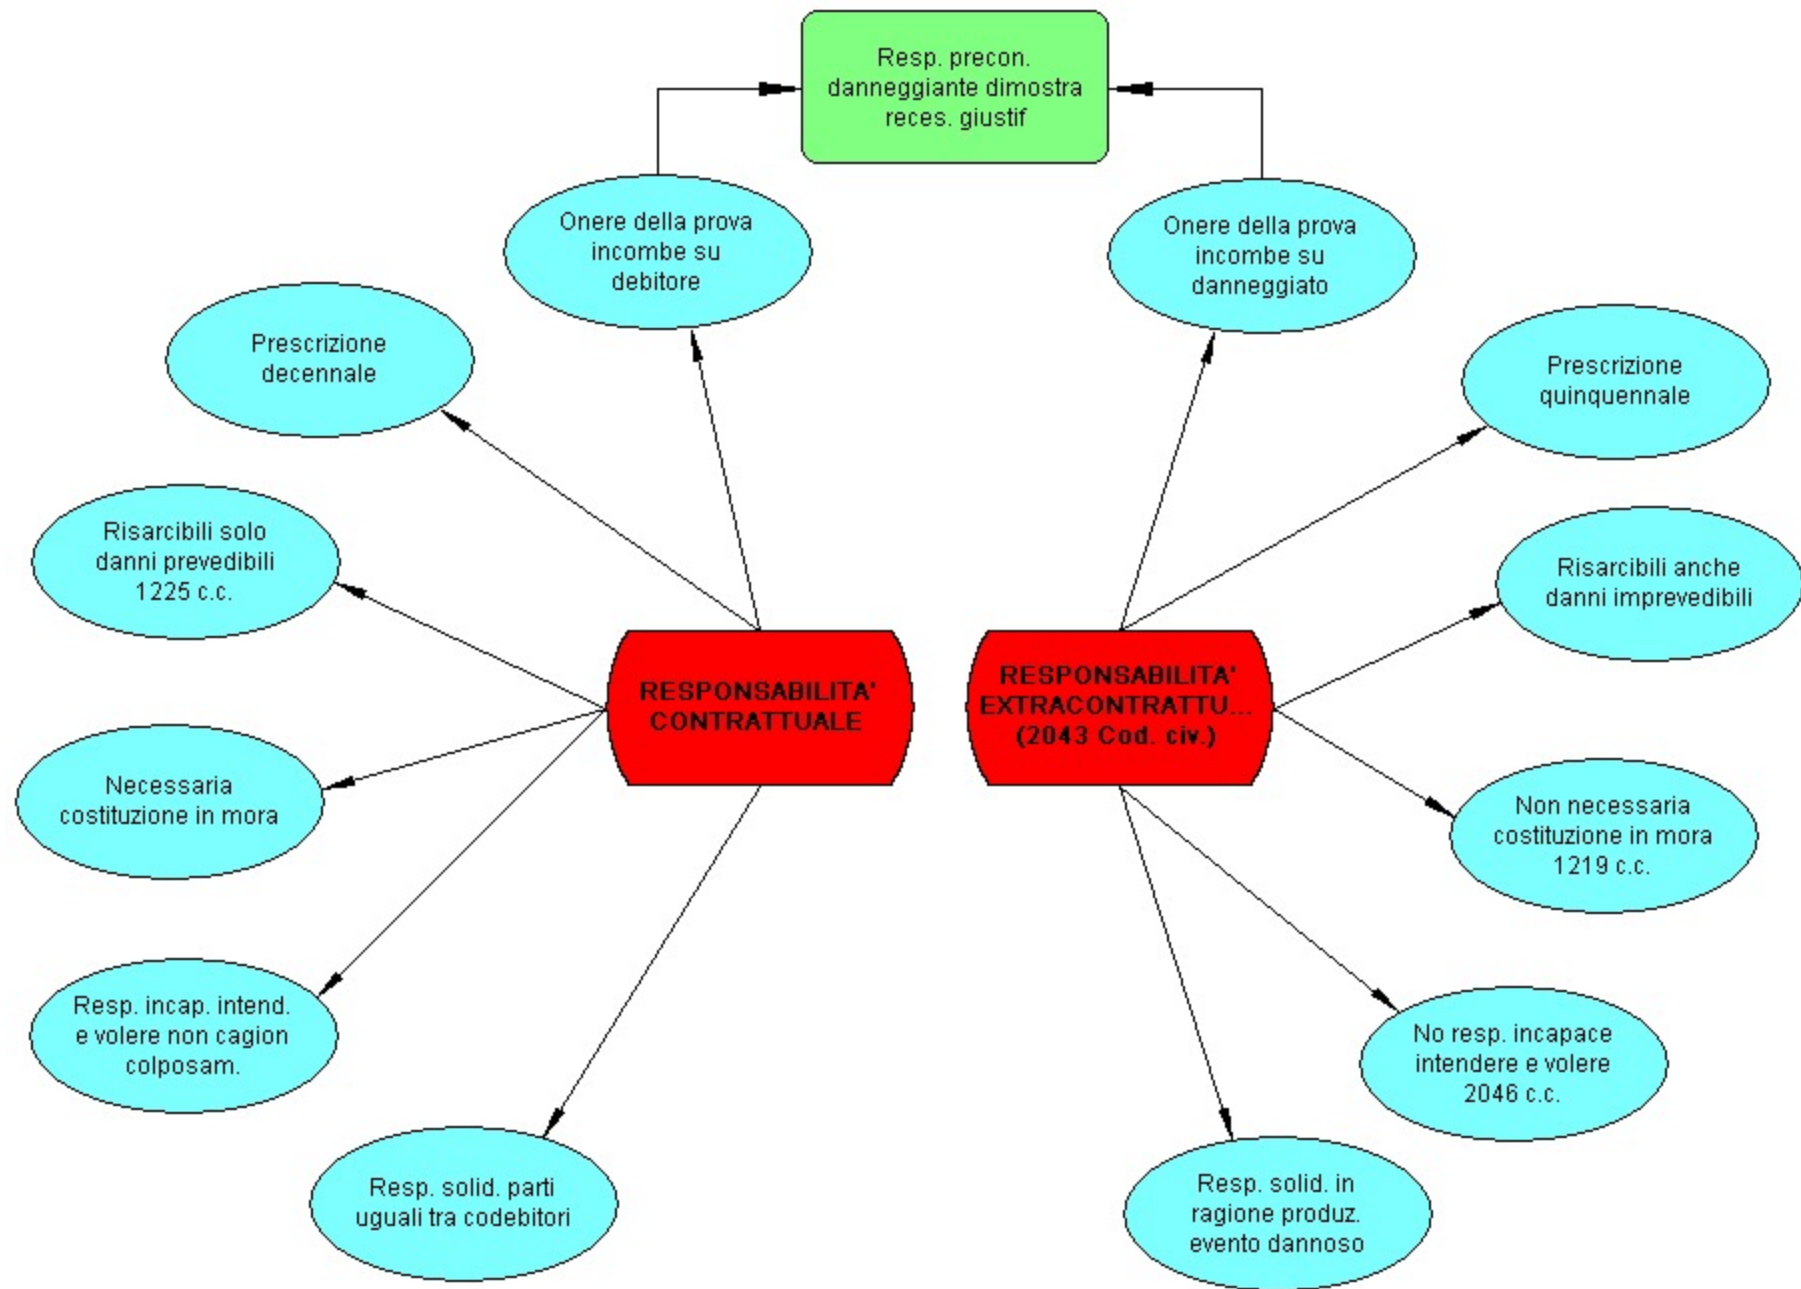 Resp. precon.
danneggiante dimostra
reces. giustif
Onere della prova
incombe su
debitore
Onere della prova
incombe su
danneggiato
Prescrizione
decennale
Prescrizione
quinquennale
Risarcibili solo
danni prevedibili
1225 c.c.
Risarcibili anche
danni imprevedibili
RESPONSABILITA'
CONTRATTUALE
RESPONSABILITA'
EXTRACONTRATTU...
(2043 Cod. civ.)
Necessaria
costituzione in mora
Non necessaria
costituzione in mora
1219 c.c.
Resp. incap. intend.
e volere non cagion
colposam.
No resp. incapace
intendere e volere
2046 c.c.
Resp. solid. parti
uguali tra codebitori
Resp. solid. in
ragione produz.
evento dannoso